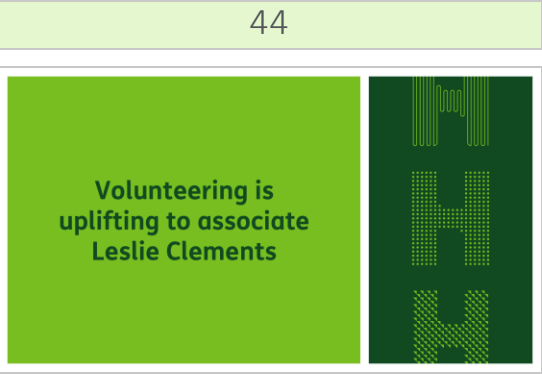 44
Volunteering is
uplifting to associate
Leslie Clements
H
H
H